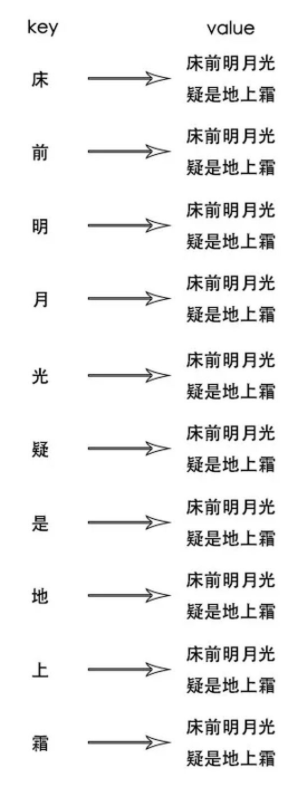 key value
床 床前明月光
疑是地上霜
前 床前明月光
疑是地上霜
明 床前明月光
疑是地上霜
月 床前明月光
疑是地上霜
光 床前明月光
疑是地上霜
疑 床前明月光
疑是地上霜
是 床前明月光
疑是地上霜
地 床前明月光
疑是地上霜
上 床前明月光
疑是地上霜
霜 床前明月光
疑是地上霜